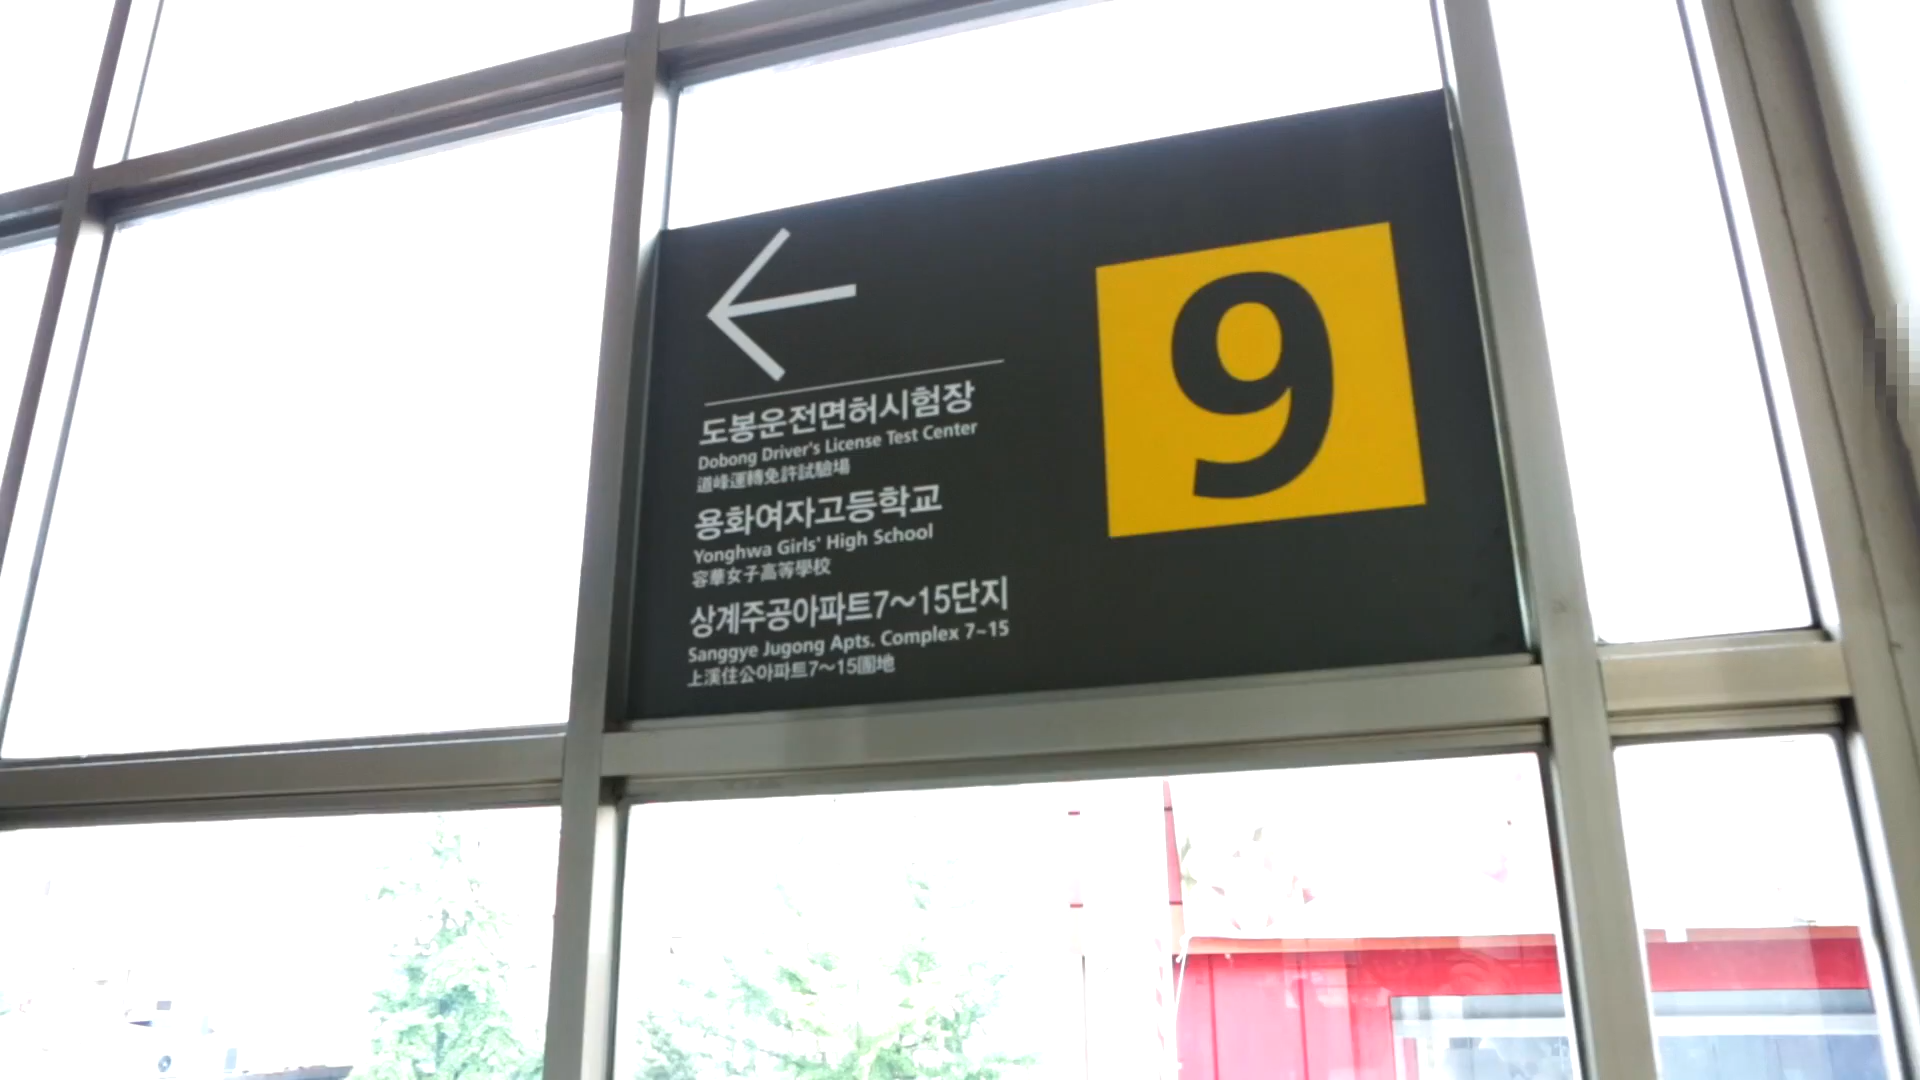 도봉운전면허시험장
Dobong Driver's License Test Center
道峰運轉免許試驗場
용화여자고등학교
Yonghwa Girls' High School
容華女子高等學校
상계주공아파트7~15단지
Sanggye Jugong Apts. Complex 7~15
上溪住公아파트7~15團地
9